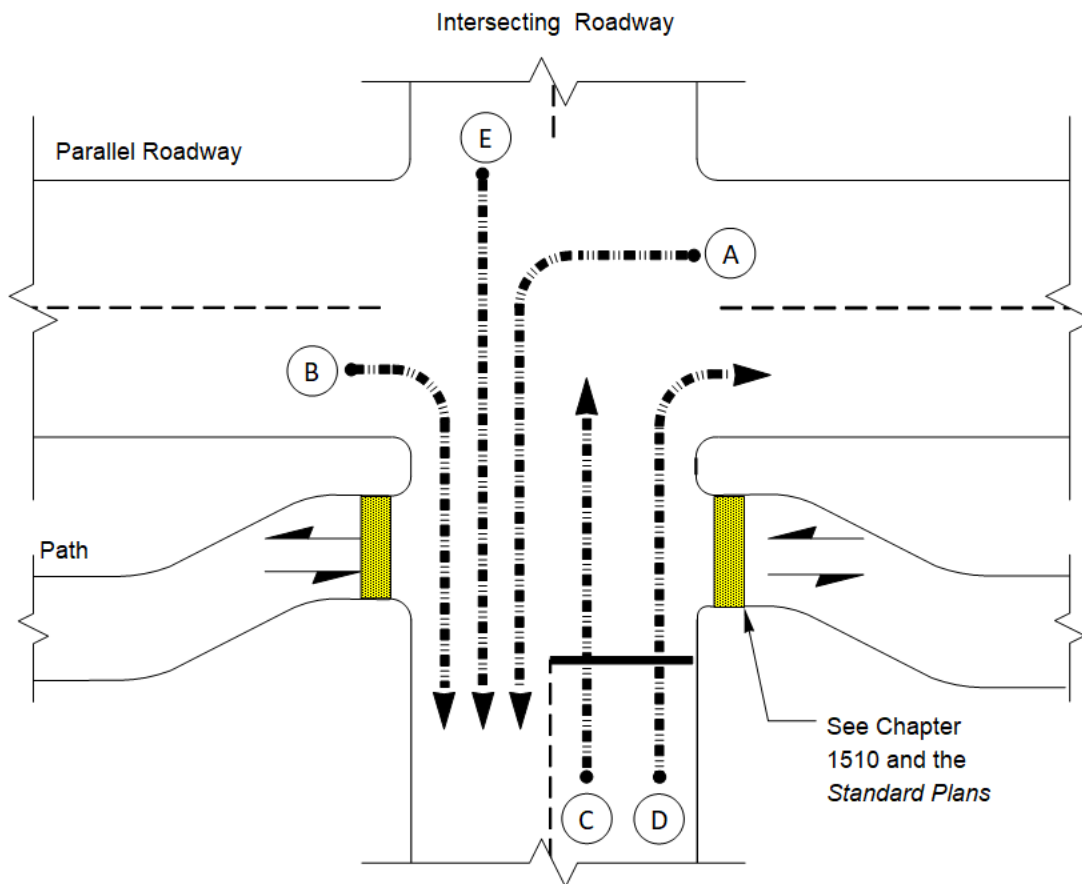 Intersecting Roadway
E
Parallel Roadway
A
B
Path
See Chapter
1510 and the
Standard Plans
C
D